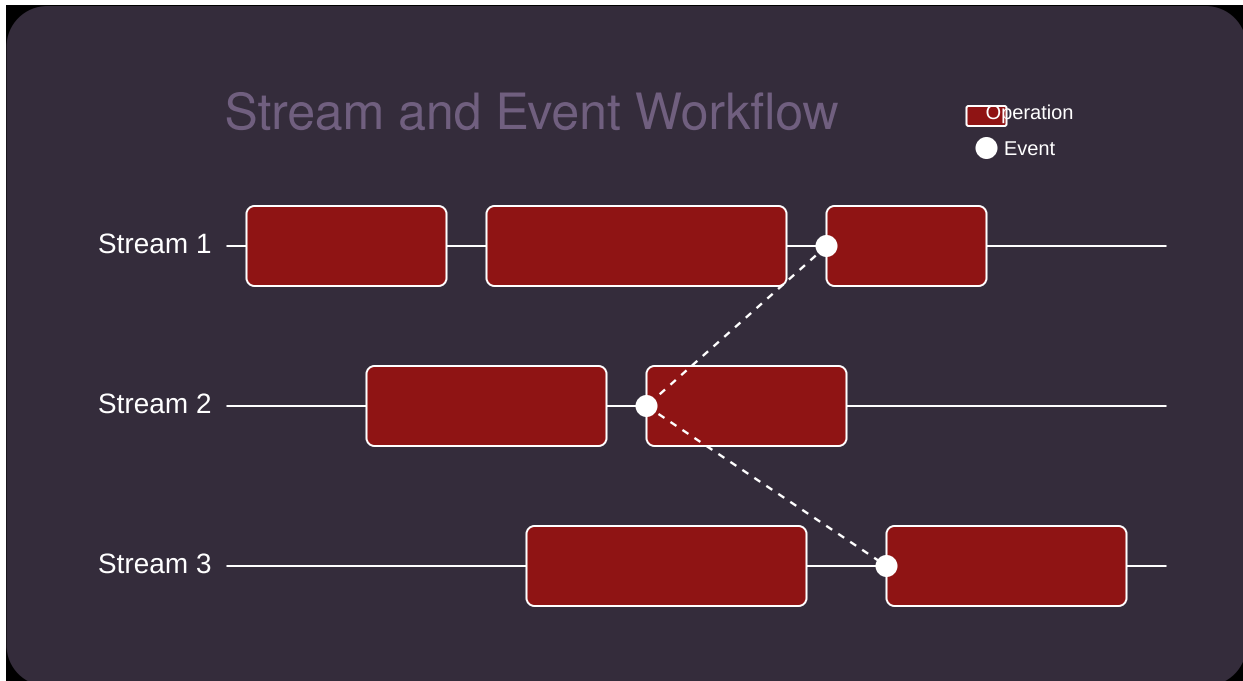 Stream and Event Workflow
Operation
Event
Stream 1
Stream 2
Stream 3